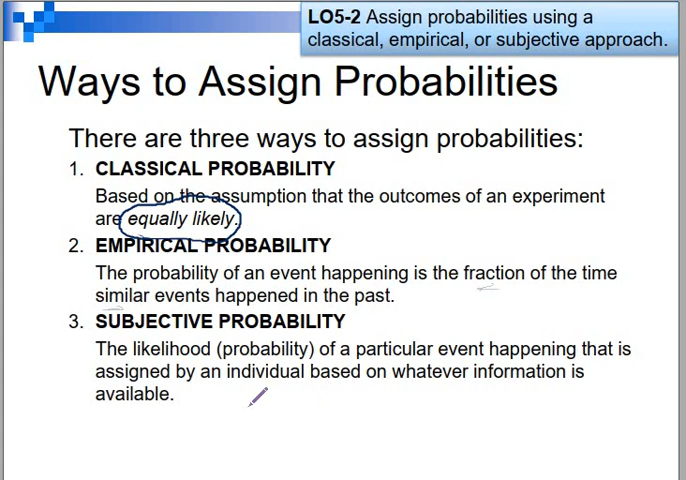 LO5-2 Assign probabilities using a
classical, empirical, or subjective approach.
Ways to Assign Probabilities
There are three ways to assign probabilities:
1. CLASSICAL PROBABILITY
Based on the assumption that the outcomes of an experiment
are equally likely.
2. EMPIRICAL PROBABILITY
The probability of an event happening is the fraction of the time
similar events happened in the past.
3. SUBJECTIVE PROBABILITY
The likelihood (probability) of a particular event happening that is
assigned by an individual based on whatever information is
available.